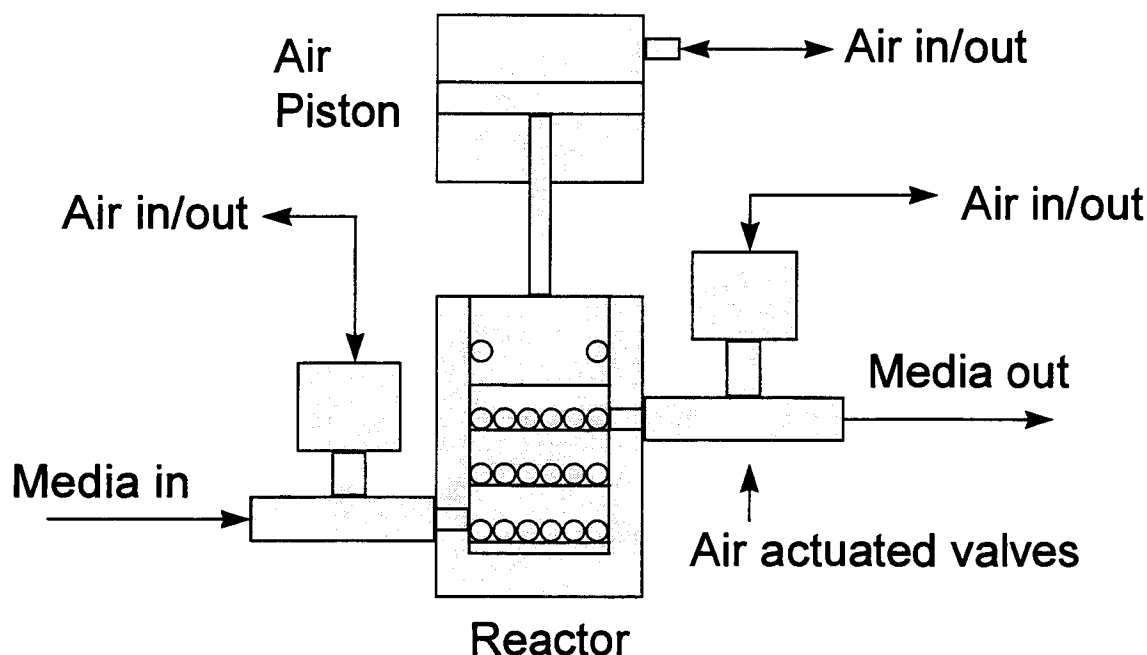 Air
Piston
Air in/out
Air in/out
Air in/out
Media out
Media in
Air actuated valves
Reactor